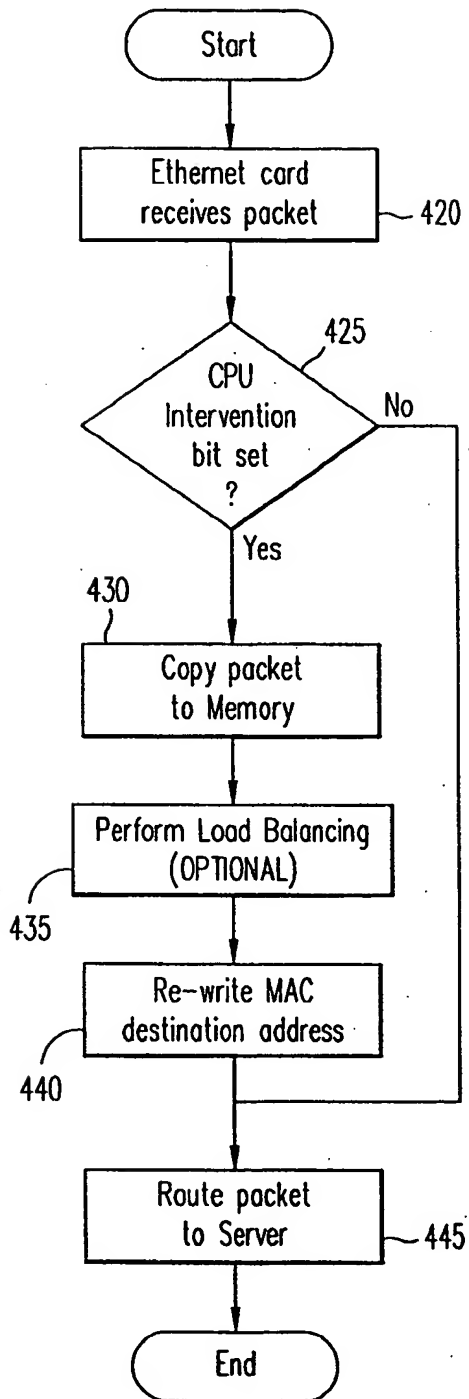 Start
Ethernet card
receives packet
420
425
CPU
Intervention
bit set
?
No
Yes
430
Copy packet
to Memory
Perform Load Balancing
(OPTIONAL)
435
Re-write MAC
destination address
440
Route packet
to Server
445
End